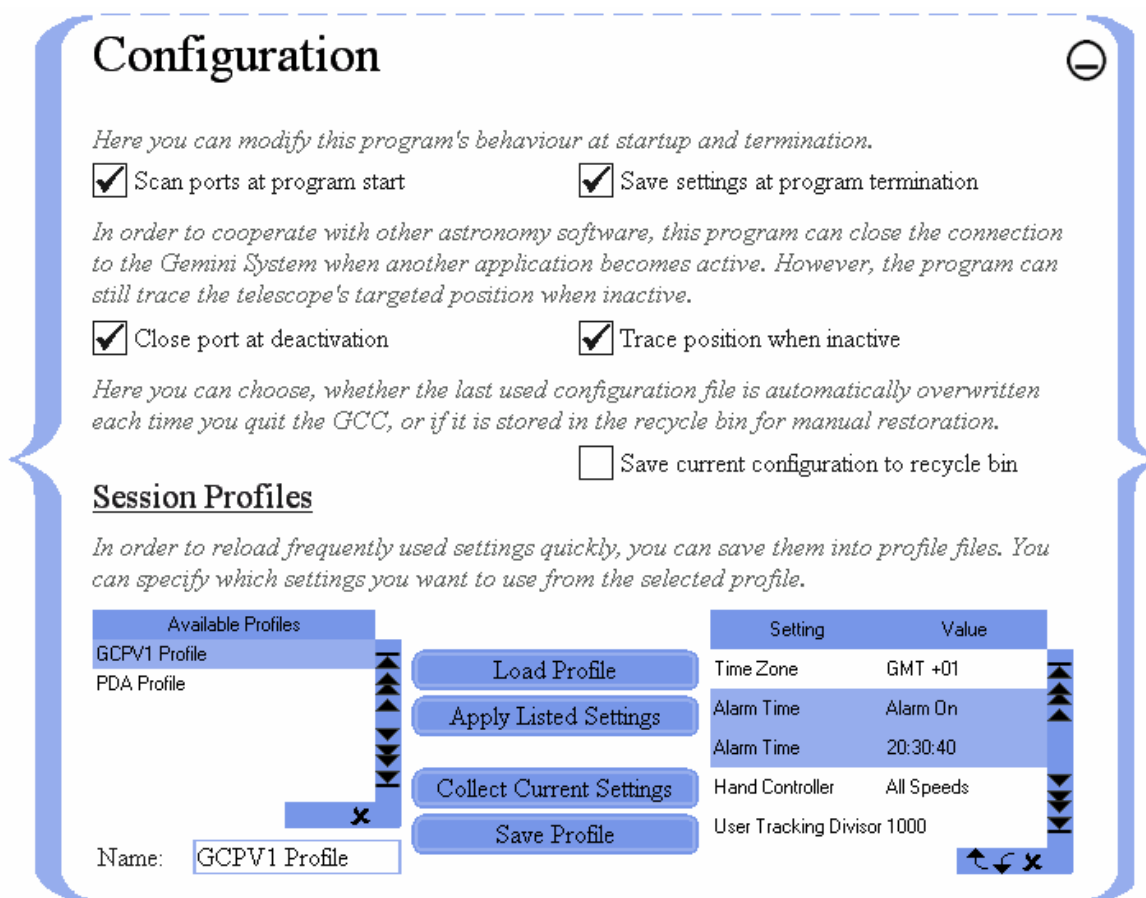 Configuration
Here you can modify this program's behaviour at startup and termination.
Scan ports at program start
Save settings at program termination
In order to cooperate with other astronomy software, this program can close the connection
to the Gemini System when another application becomes active. However, the program can
still trace the telescope's targeted position when inactive.
Close port at deactivation
Trace position when inactive
Here you can choose, whether the last used configuration file is automatically overwritten
each time you quit the GCC, or if it is stored in the recycle bin for manual restoration.
Save current configuration to recycle bin
Session Profiles
In order to reload frequently used settings quickly, you can save them into profile files. You
can specify which settings you want to use from the selected profile.
Available Profiles
GCPV1 Profile
PDA Profile
Name: GCPV1 Profile
Load Profile
Apply Listed Settings
Collect Current Settings
Save Profile
Setting Value
Time Zone GMT +01
Alarm Time Alarm On
Alarm Time 20:30:40
Hand Controller All Speeds
User Tracking Divisor 1000